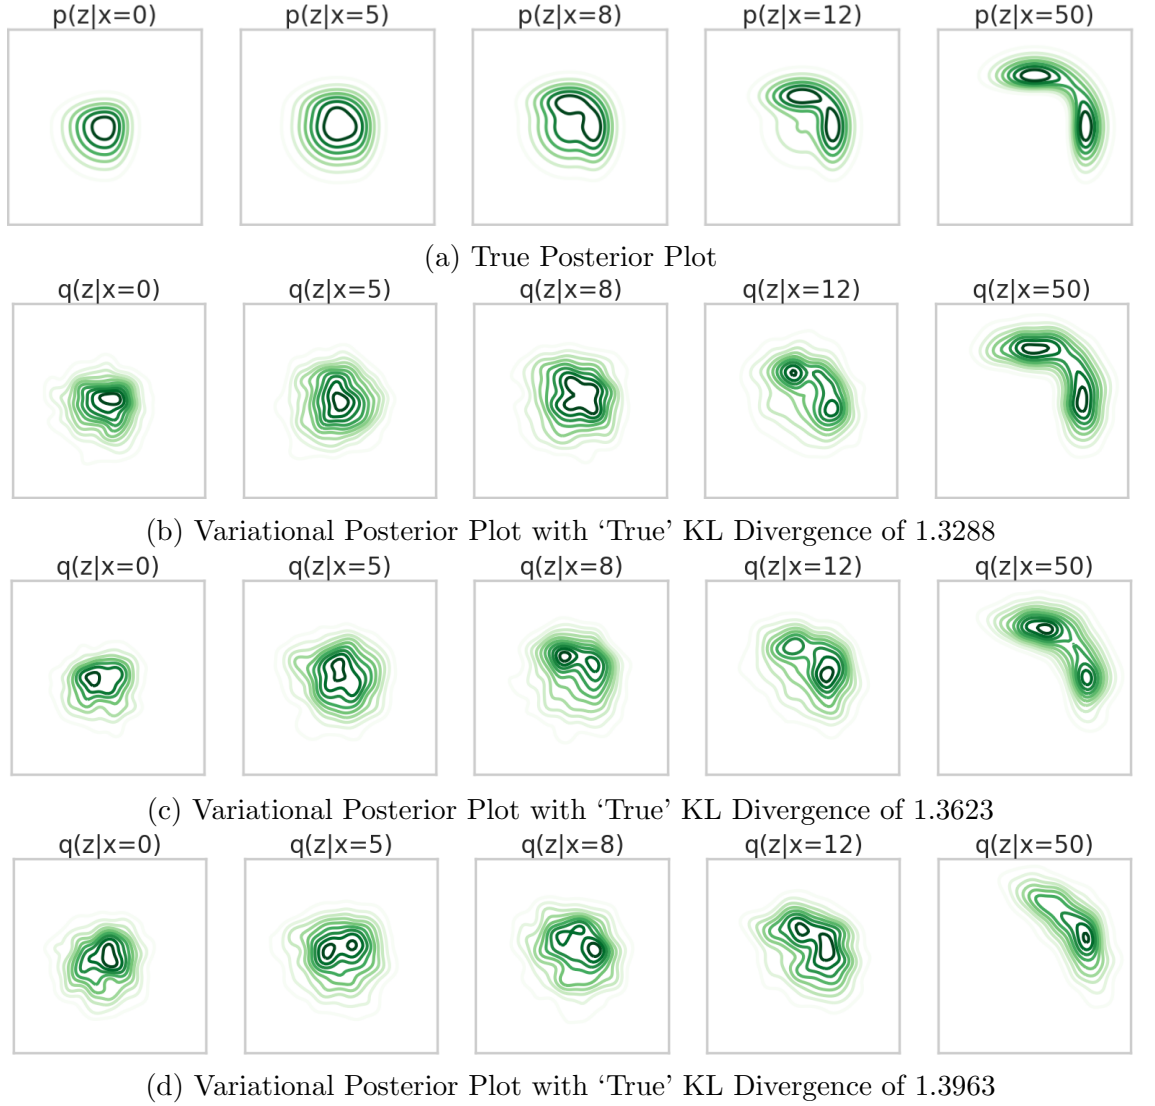 p(z|x=0) p(z|x=5) p(z|x=8) p(z|x=12) p(z|x=50)
(a) True Posterior Plot
q(z|x=0) q(z|x=5) q(z|x=8) q(z|x=12) q(z|x=50)
(b) Variational Posterior Plot with ‘True’ KL Divergence of 1.3288
q(z|x=0) q(z|x=5) q(z|x=8) q(z|x=12) q(z|x=50)
(c) Variational Posterior Plot with ‘True’ KL Divergence of 1.3623
q(z|x=0) q(z|x=5) q(z|x=8) q(z|x=12) q(z|x=50)
(d) Variational Posterior Plot with ‘True’ KL Divergence of 1.3963